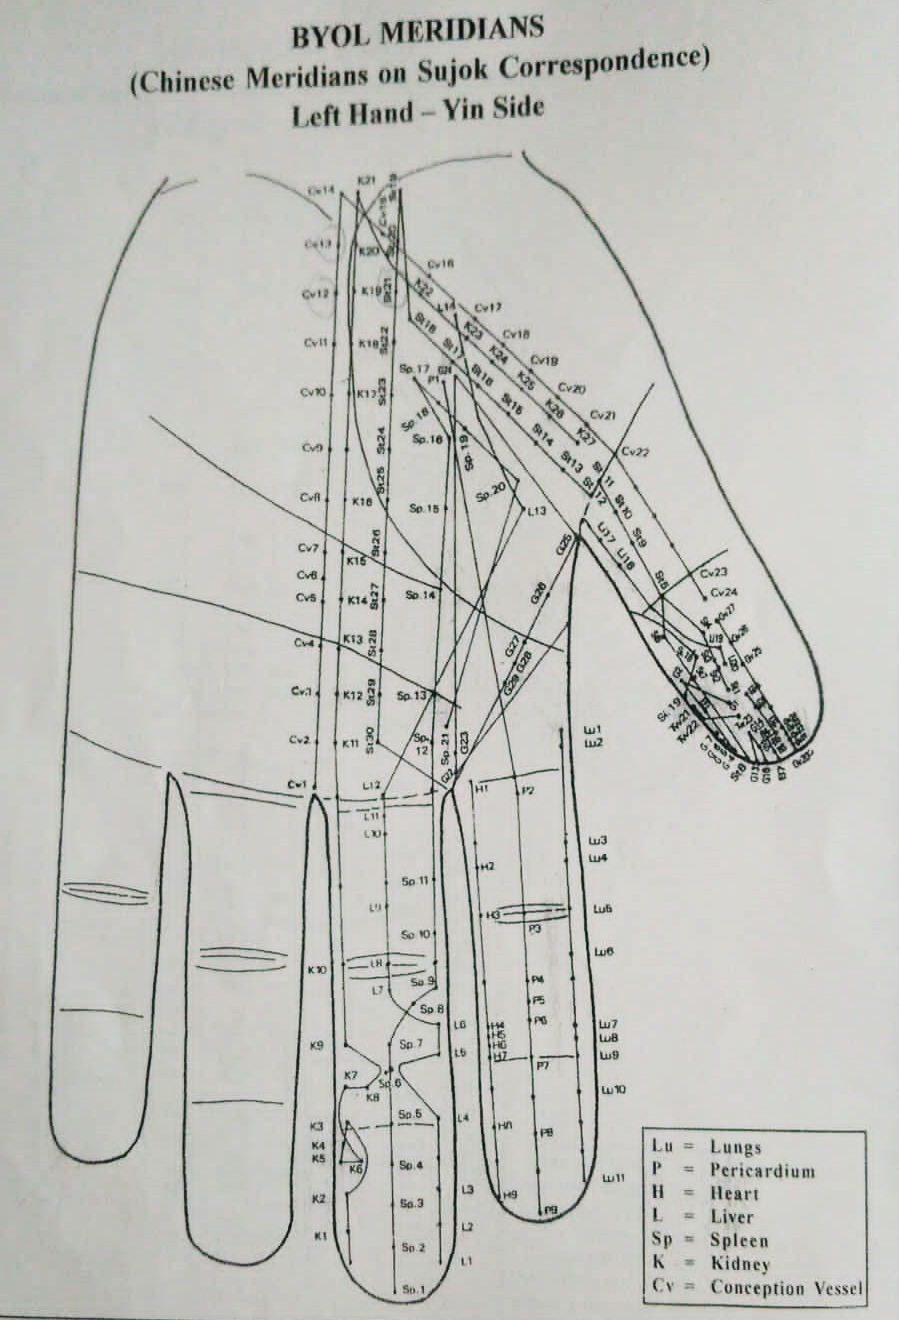 BYOL MERIDIANS
(Chinese Meridians on Sujok Correspondence)
Left Hand – Yin Side
Cv14
K21
St19
Cv13
K20
Cv16
Cv12
K19
St21
K22
L14
Cv17
Cv11
K18
St22
St18
K23
Cv18
St17
K24
Cv19
Cv10
K17
St23
Sp.17
P1
K25
Cv20
Sp.18
St15
K26
Cv21
Cv9
St24
Sp.16
Sp.19
St14
K27
Cv22
St25
St13
St11
Sp.20
St12
Cv8
K16
Sp.15
L13
St10
Li17
St9
Cv7
K15
St26
G25
Li18
Cv6
Cv23
Cv5
K14
St27
Sp.14
G26
Cv24
Cv4
K13
St28
G27
G28
G29
Cv3
K12
St29
Sp.13
Cv2
K11
St30
Sp.12
Sp.21
G23
Lu1
Lu2
Si.19
Tw21
Tw22
Cv1
L12
H1
P2
L11
L10
Lu3
Lu4
H2
Sp.11
L9
H3
Lu5
P3
Sp.10
Lu6
K10
L8
Sp.9
L7
P4
P5
Sp.8
P6
L6
H4
Lu7
H5
Lu8
K9
Sp.7
H6
L5
H7
Lu9
P7
K7
Sp.6
K8
Lu10
K3
Sp.5
L4
H8
P8
K4
K5
K6
Sp.4
Lu11
K2
Sp.3
L3
H9
P9
K1
Sp.2
L2
L1
Sp.1
Lu = Lungs
P = Pericardium
H = Heart
L = Liver
Sp = Spleen
K = Kidney
Cv = Conception Vessel